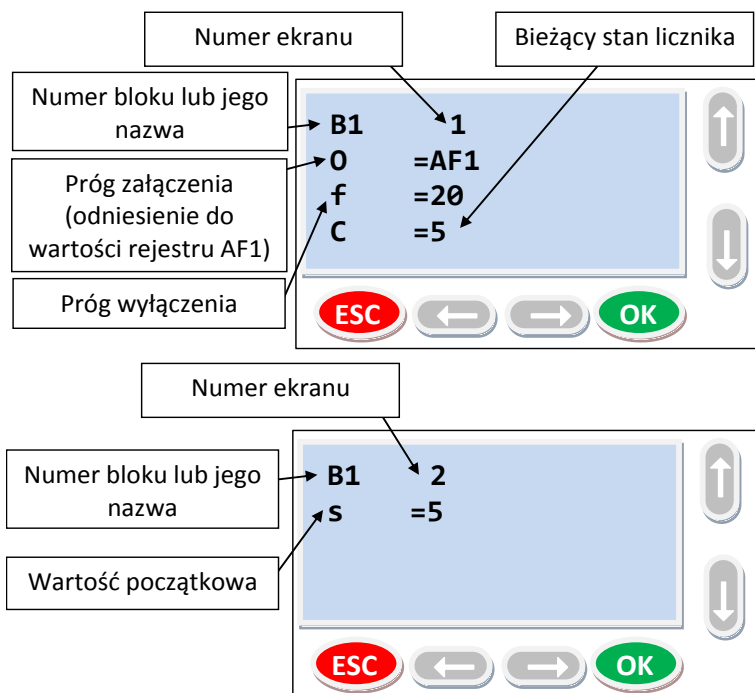 Numer ekranu
Bieżący stan licznika
Numer bloku lub jego
nazwa
B1 1
O =AF1
f =20
C =5
Próg załączenia
(odniesienie do
wartości rejestru AF1)
Próg wyłączenia
ESC
OK
Numer ekranu
Numer bloku lub jego
nazwa
B1 2
s =5
Wartość początkowa
ESC
OK